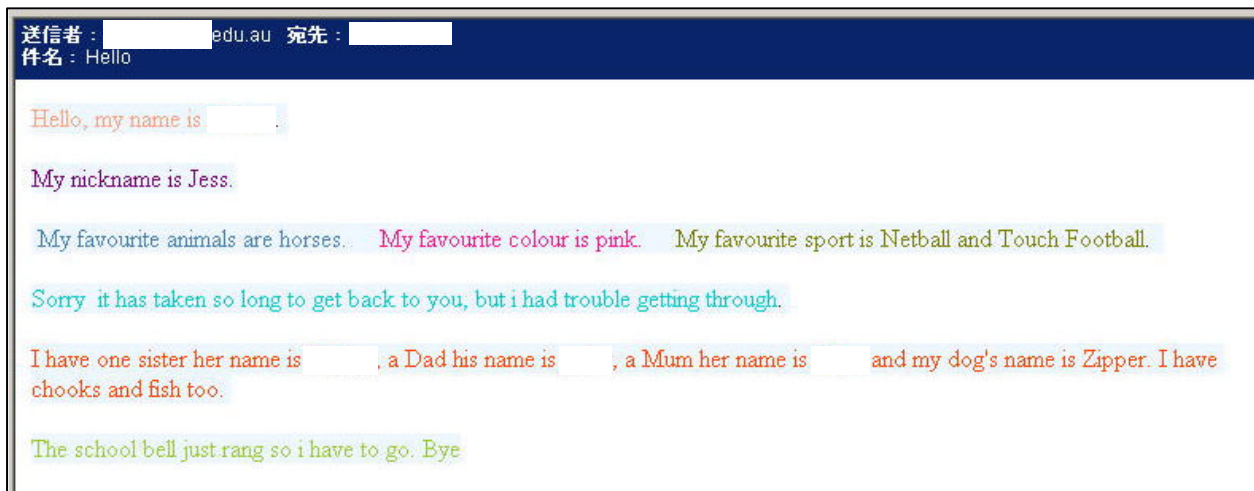 送信者： edu.au 宛先：
件名：Hello
Hello, my name is .
My nickname is Jess.
My favourite animals are horses. My favourite colour is pink. My favourite sport is Netball and Touch Football.
Sorry it has taken so long to get back to you, but i had trouble getting through.
I have one sister her name is , a Dad his name is , a Mum her name is and my dog's name is Zipper. I have
chooks and fish too.
The school bell just rang so i have to go. Bye